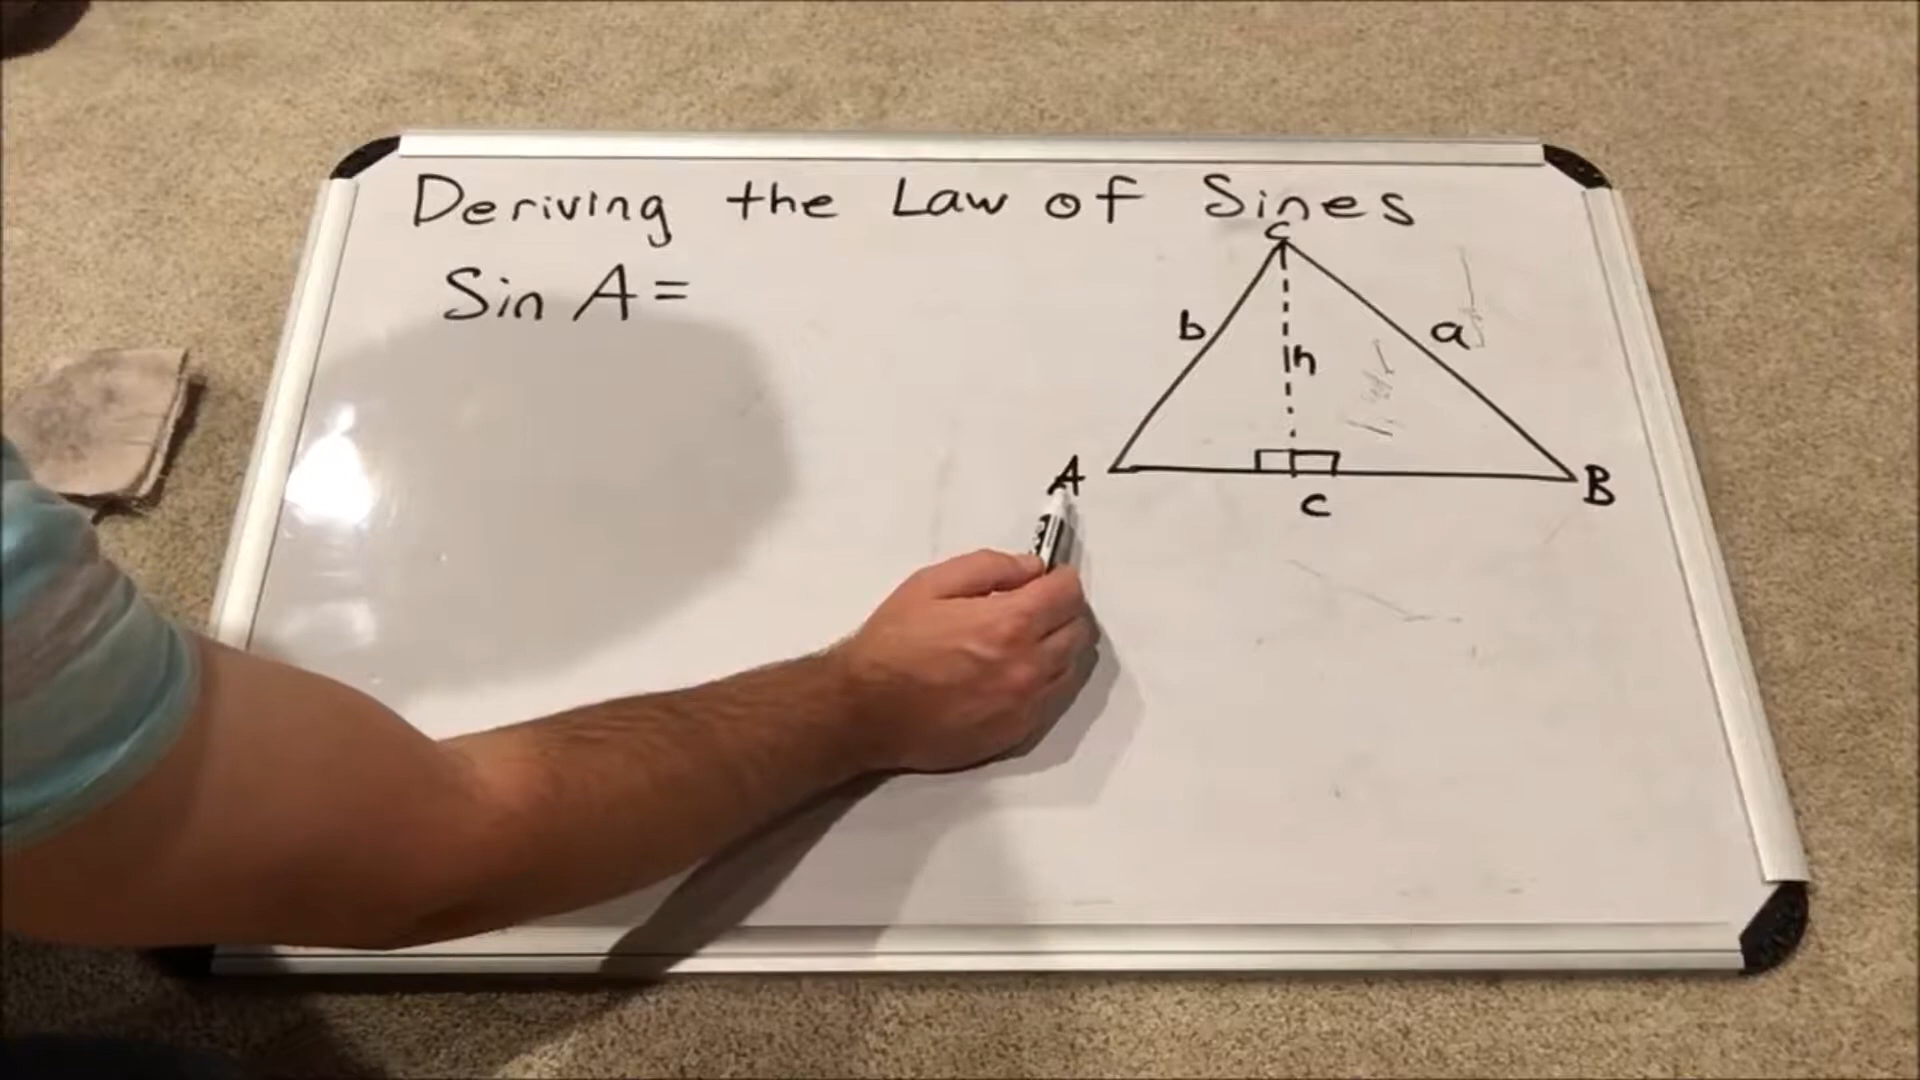 Deriving the Law of Sines
Sin A =
C
b
a
h
A
B
c